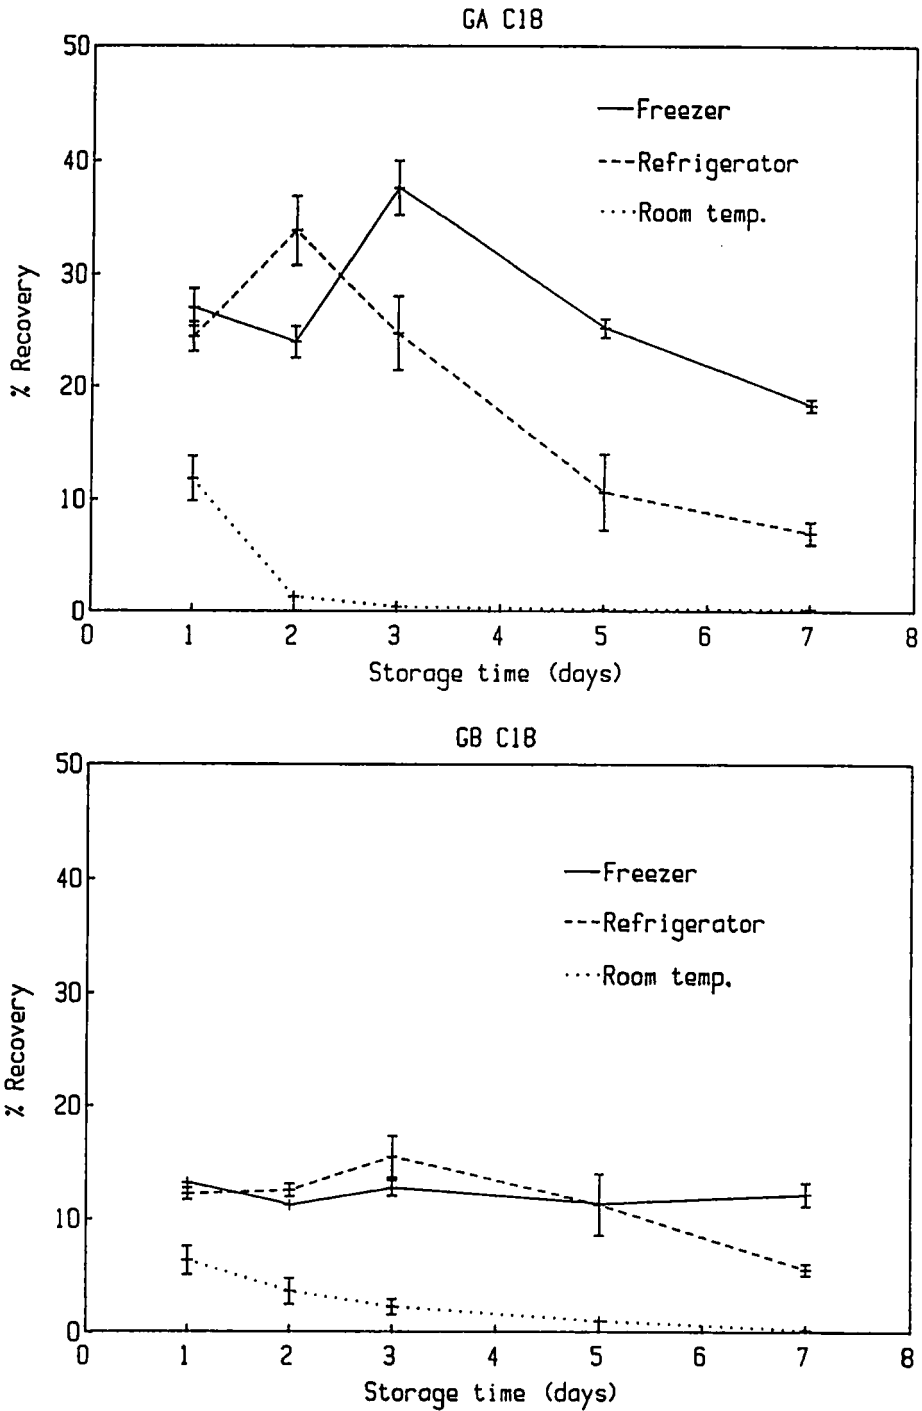 GA C18
50
40
30
20
10
0
% Recovery
Freezer
Refrigerator
Room temp.
0 1 2 3 4 5 6 7 8
Storage time (days)
GB C18
50
40
30
20
10
0
% Recovery
Freezer
Refrigerator
Room temp.
0 1 2 3 4 5 6 7 8
Storage time (days)